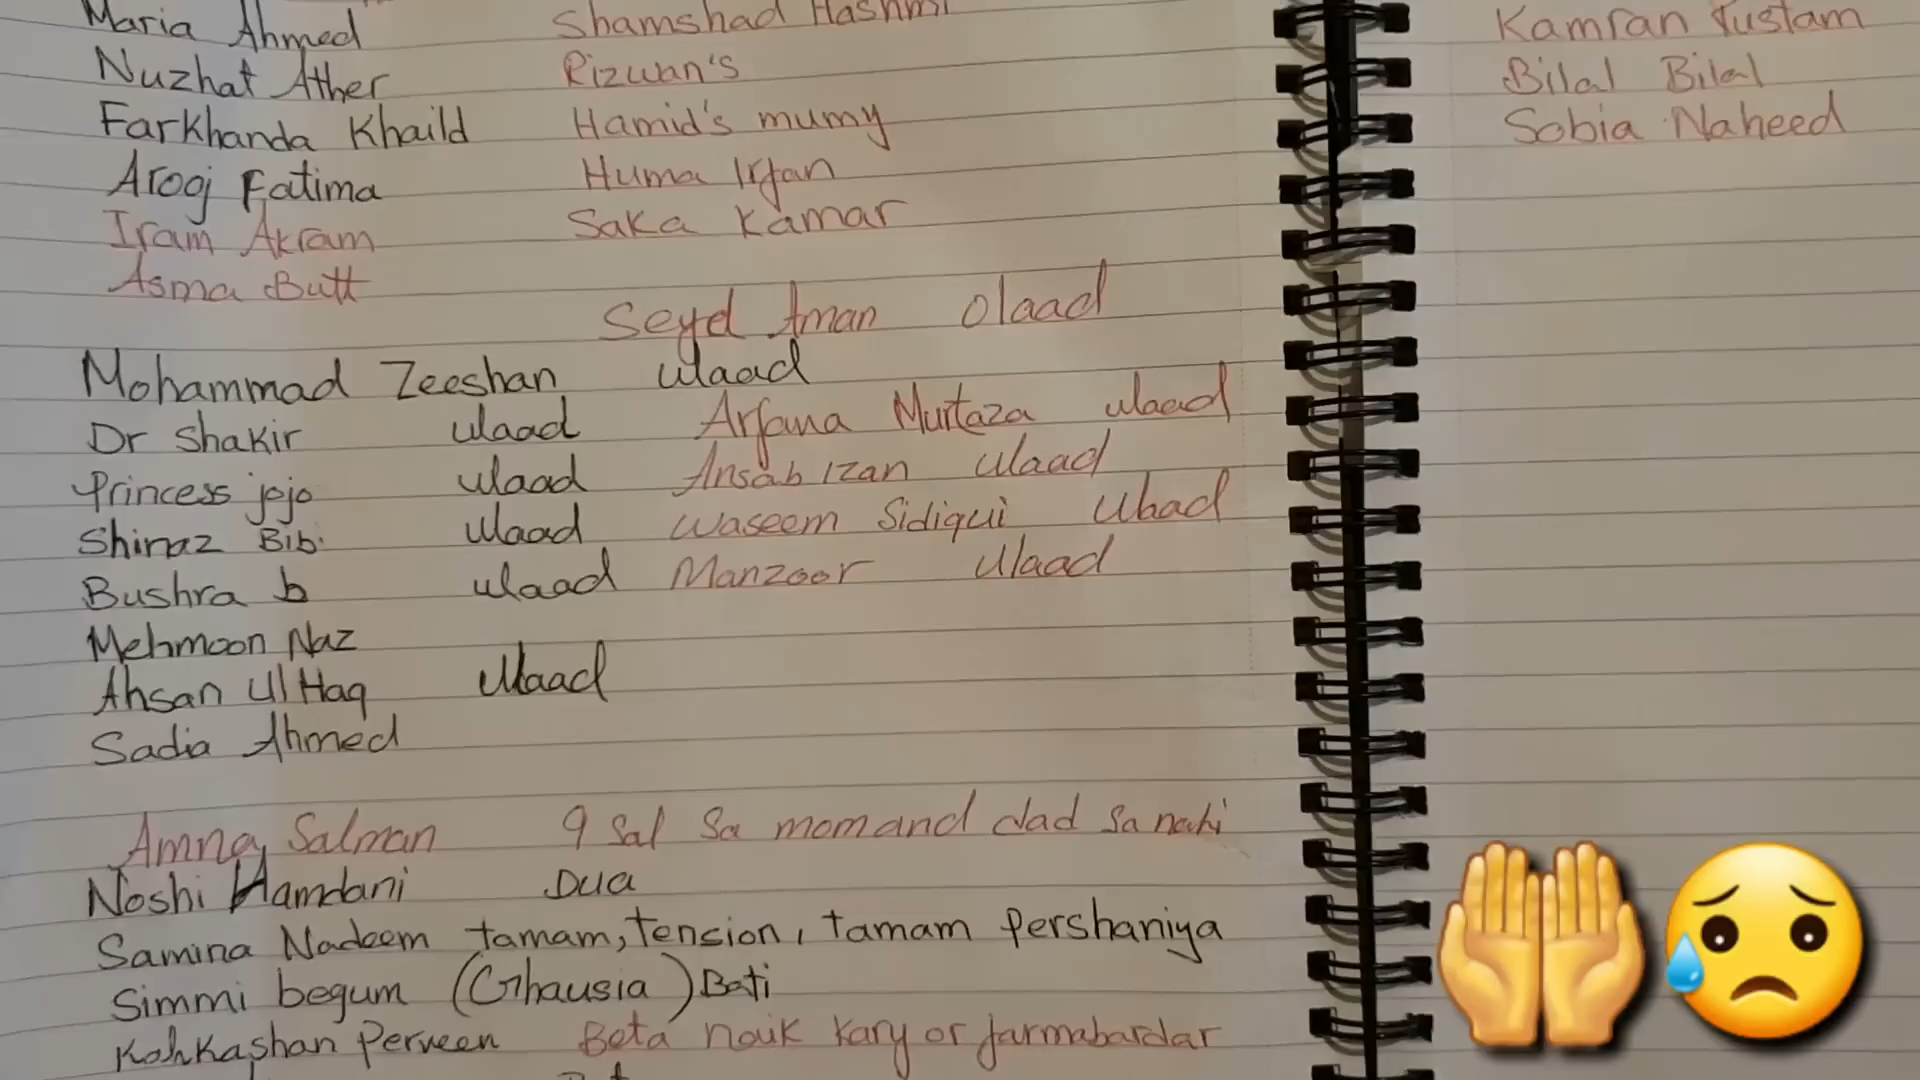 Maria Ahmed Shamshad Hashmi
Nuzhat Ather Rizwan's
Farkhanda Khaild Hamid's mumy
Arooj Fatima Huma Irfan
Iram Akram Saka Kamar
Asma Butt
Seyd Aman Olaad
Mohammad Zeeshan ulaad
Dr Shakir ulaad Arfana Murtaza ulaad
Princess jojo ulaad Ansab Izan ulaad
Shiraz Bibi ulaad Waseem Sidiqui ulaad
Bushra b ulaad Manzoor ulaad
Mehmoon Naz
Ahsan Ul Haq ulaad
Sadia Ahmed
Amna Salman 9 Sal Sa mom and dad Sa nahi
Noshi Hamdani Dua
Samina Nadeem tamam, tension, tamam pershaniya
Simmi begum (Ghausia) Beti
Kohkashan Perveen Beta naik kary or farmabardar
Kamran Rustam
Bilal Bilal
Sobia Naheed